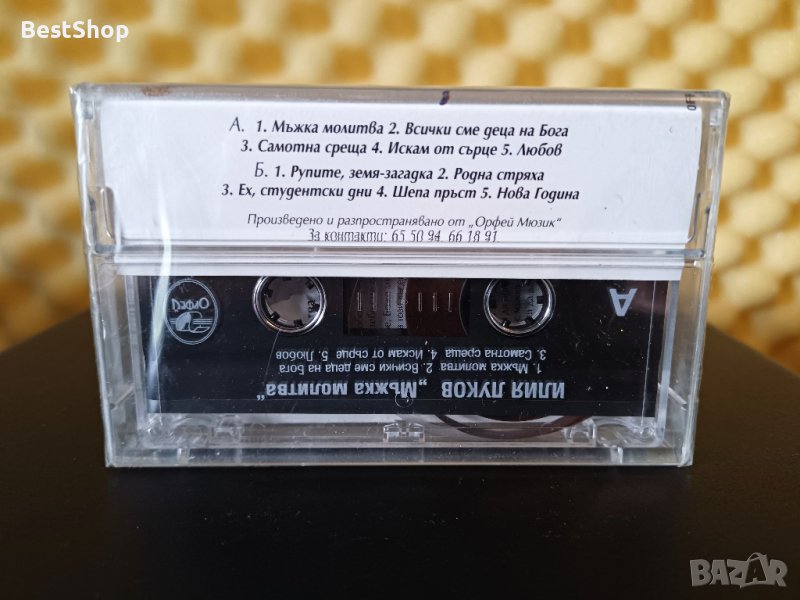 BestShop
OFF
А. 1. Мъжка молитва 2. Всички сме деца на Бога
3. Самотна среща 4. Искам от сърце 5. Любов
Б. 1. Рупите, земя-загадка 2. Родна стряха
3. Ех, студентски дни 4. Шепа пръст 5. Нова Година
Произведено и разпространявано от „Орфей Мюзик"
За контакти: 65 50 94, 66 18 91
А
Орфей
ИЛИЯ ЛУКОВ „Мъжка молитва"
1. Мъжка молитва 2. Всички сме деца на Бога
3. Самотна среща 4. Искам от сърце 5. Любов
BAZAR